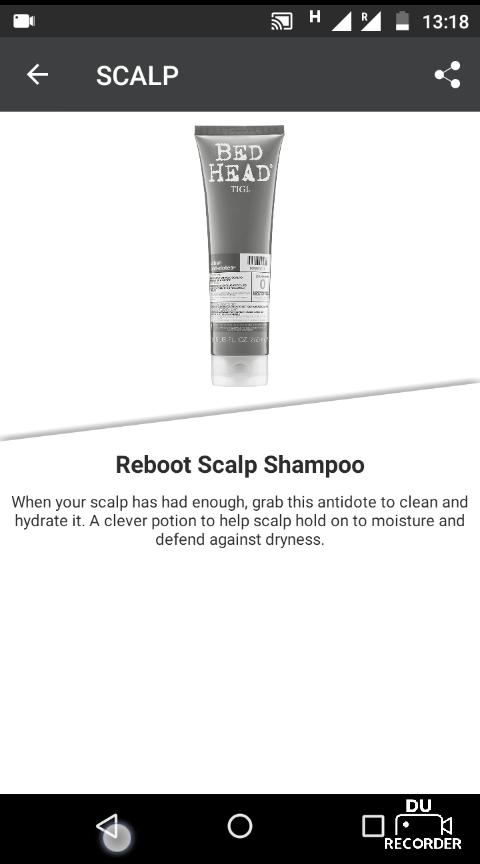 H R 13:18
SCALP
BED
HEAD
TIGI
Reboot Scalp Shampoo
When your scalp has had enough, grab this antidote to clean and
hydrate it. A clever potion to help scalp hold on to moisture and
defend against dryness.
DU
RECORDER